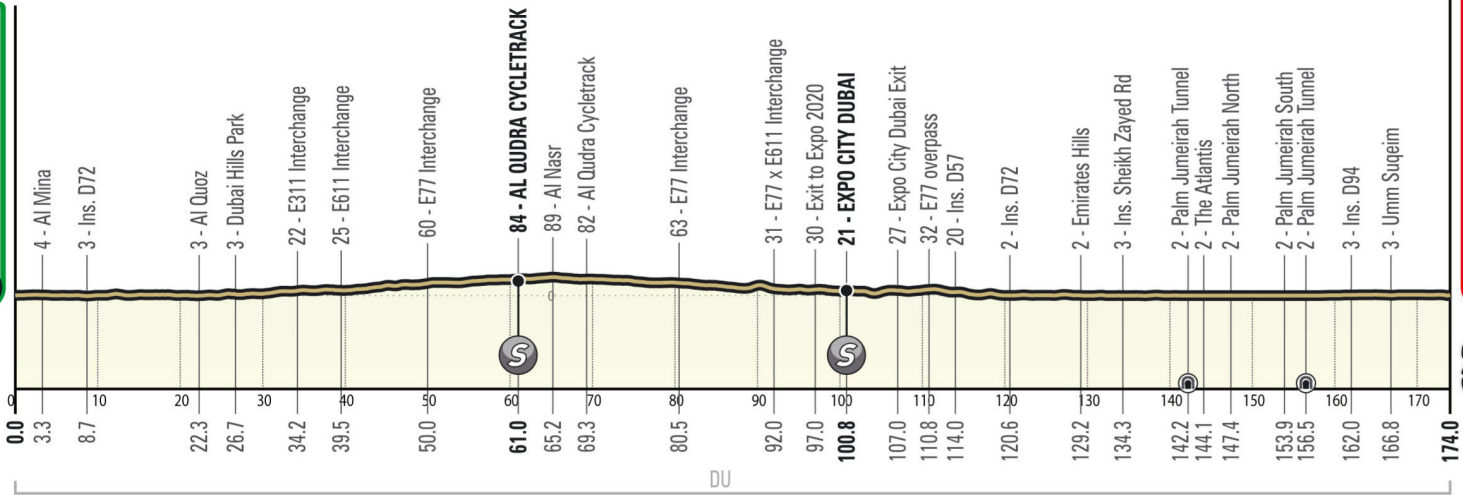 4 - Al Mina
3 - Ins. D72
3 - Al Quoz
3 - Dubai Hills Park
22 - E311 Interchange
25 - E611 Interchange
60 - E77 Interchange
84 - AL QUDRA CYCLETRACK
89 - Al Nasr
82 - Al Qudra Cycletrack
63 - E77 Interchange
31 - E77 x E611 Interchange
30 - Exit to Expo 2020
21 - EXPO CITY DUBAI
27 - Expo City Dubai Exit
32 - E77 overpass
20 - Ins. D57
2 - Ins. D72
2 - Emirates Hills
3 - Ins. Sheikh Zayed Rd
2 - Palm Jumeirah Tunnel
2 - The Atlantis
2 - Palm Jumeirah North
2 - Palm Jumeirah South
2 - Palm Jumeirah Tunnel
3 - Ins. D94
3 - Umm Suqeim
0
S
S
0 10 20 30 40 50 60 70 80 90 100 110 120 130 140 150 160 170
0.0 3.3 8.7 22.3 26.7 34.2 39.5 50.0 61.0 65.2 69.3 80.5 92.0 97.0 100.8 107.0 110.8 114.0 120.6 129.2 134.3 142.2 144.1 147.4 153.9 156.5 162.0 166.8 174.0
DU